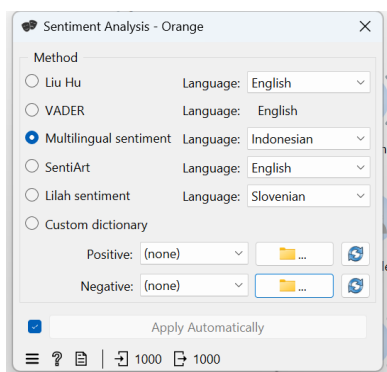 Sentiment Analysis - Orange
Method
Liu Hu Language: English
VADER Language: English
Multilingual sentiment Language: Indonesian
SentiArt Language: English
Lilah sentiment Language: Slovenian
Custom dictionary
Positive: (none) ...
Negative: (none) ...
Apply Automatically
1000 1000